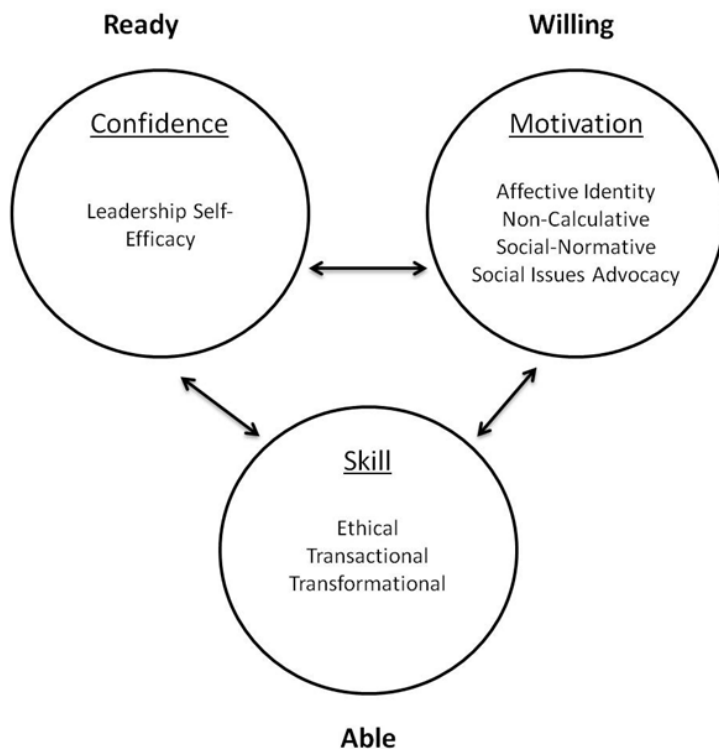 Ready
Willing
Confidence
Leadership Self-
Efficacy
Motivation
Affective Identity
Non-Calculative
Social-Normative
Social Issues Advocacy
Skill
Ethical
Transactional
Transformational
Able